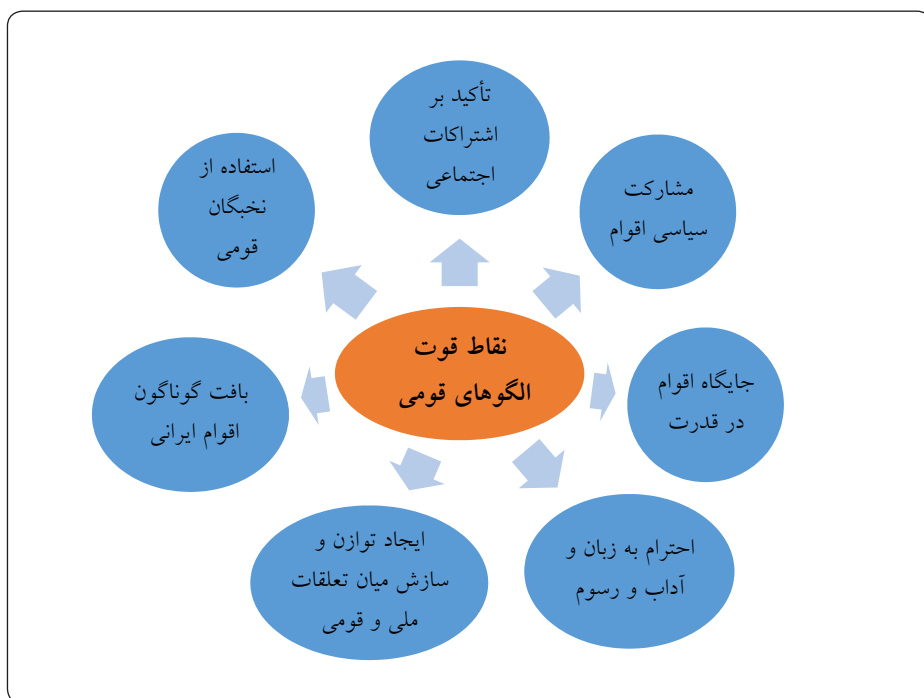 تأکید بر
اشتراکات
اجتماعی
مشارکت
سیاسی اقوام
جایگاه اقوام
در قدرت
احترام به زبان و
آداب و رسوم
ایجاد توازن و
سازش میان تعلقات
ملی و قومی
بافت گوناگون
اقوام ایرانی
استفاده از
نخبگان
قومی
نقاط قوت
الگوهای قومی